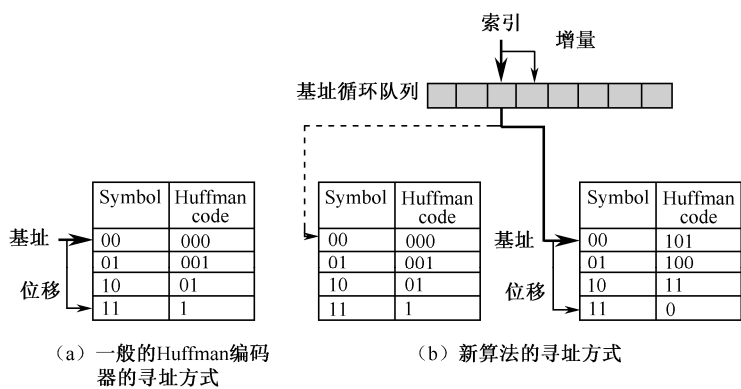 索引
增量
基址循环队列
Symbol Huffman code
00 000
01 001
10 01
11 1
基址
位移
Symbol Huffman code
00 000
01 001
10 01
11 1
基址
位移
Symbol Huffman code
00 101
01 100
10 11
11 0
（a）一般的Huffman编码
器的寻址方式
（b）新算法的寻址方式